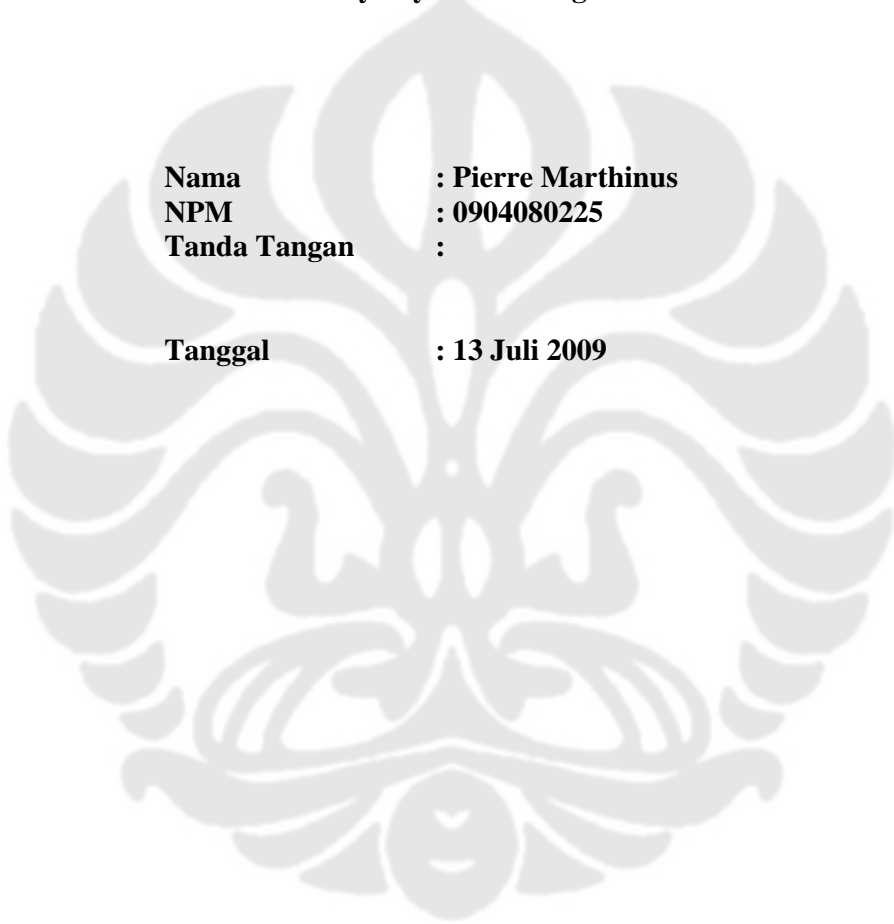 Nama : Pierre Marthinus
NPM : 0904080225
Tanda Tangan :
Tanggal : 13 Juli 2009